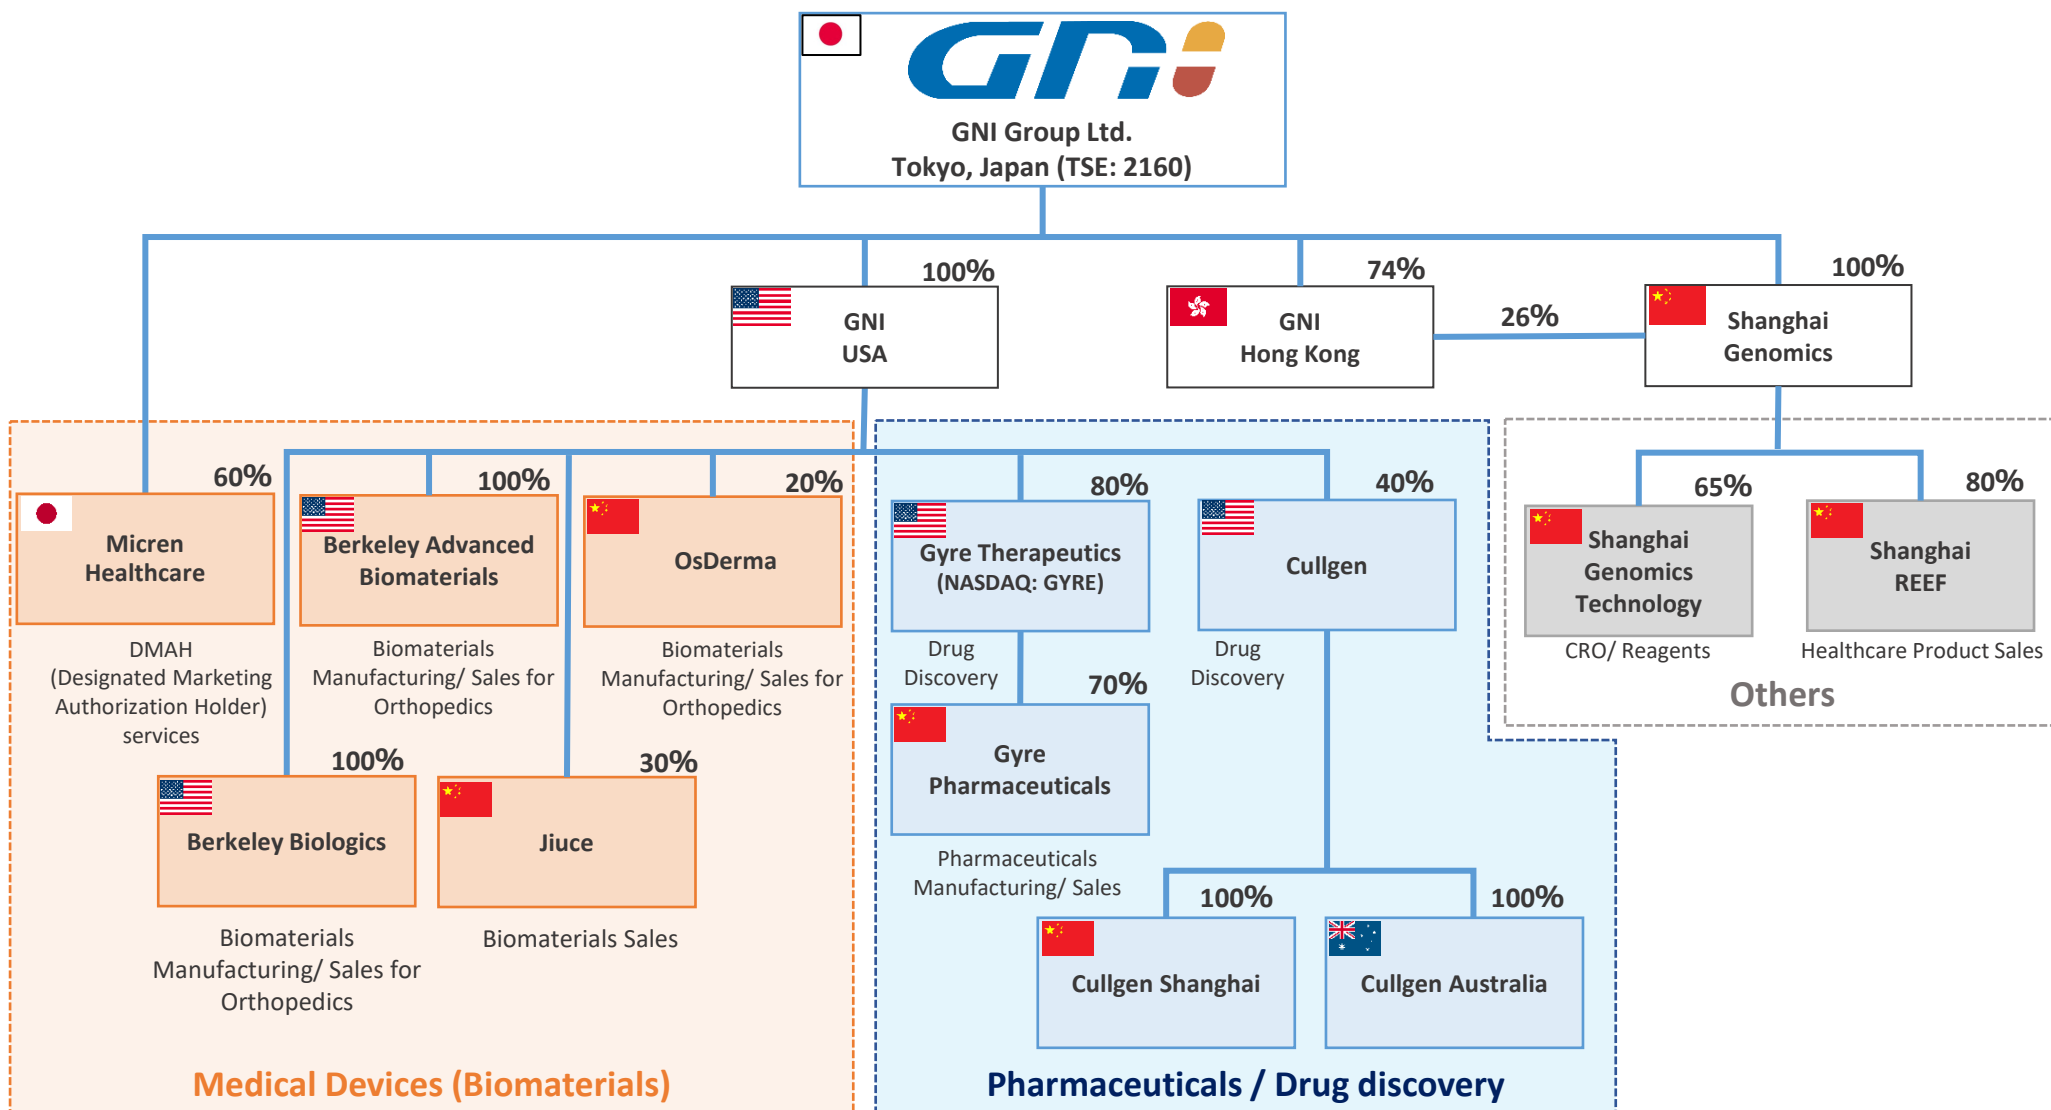 GNI
GNI Group Ltd.
Tokyo, Japan (TSE: 2160)
100%
GNI
USA
74%
GNI
Hong Kong
26%
100%
Shanghai
Genomics
60%
Micren
Healthcare
DMAH
(Designated Marketing
Authorization Holder)
services
100%
Berkeley Advanced
Biomaterials
Biomaterials
Manufacturing/ Sales for
Orthopedics
20%
OsDerma
Biomaterials
Manufacturing/ Sales for
Orthopedics
100%
Berkeley Biologics
Biomaterials
Manufacturing/ Sales for
Orthopedics
30%
Jiuce
Biomaterials Sales
Medical Devices (Biomaterials)
80%
Gyre Therapeutics
(NASDAQ: GYRE)
Drug
Discovery
70%
Gyre
Pharmaceuticals
Pharmaceuticals
Manufacturing/ Sales
40%
Cullgen
Drug
Discovery
100%
Cullgen Shanghai
100%
Cullgen Australia
Pharmaceuticals / Drug discovery
65%
Shanghai
Genomics
Technology
CRO/ Reagents
80%
Shanghai
REEF
Healthcare Product Sales
Others